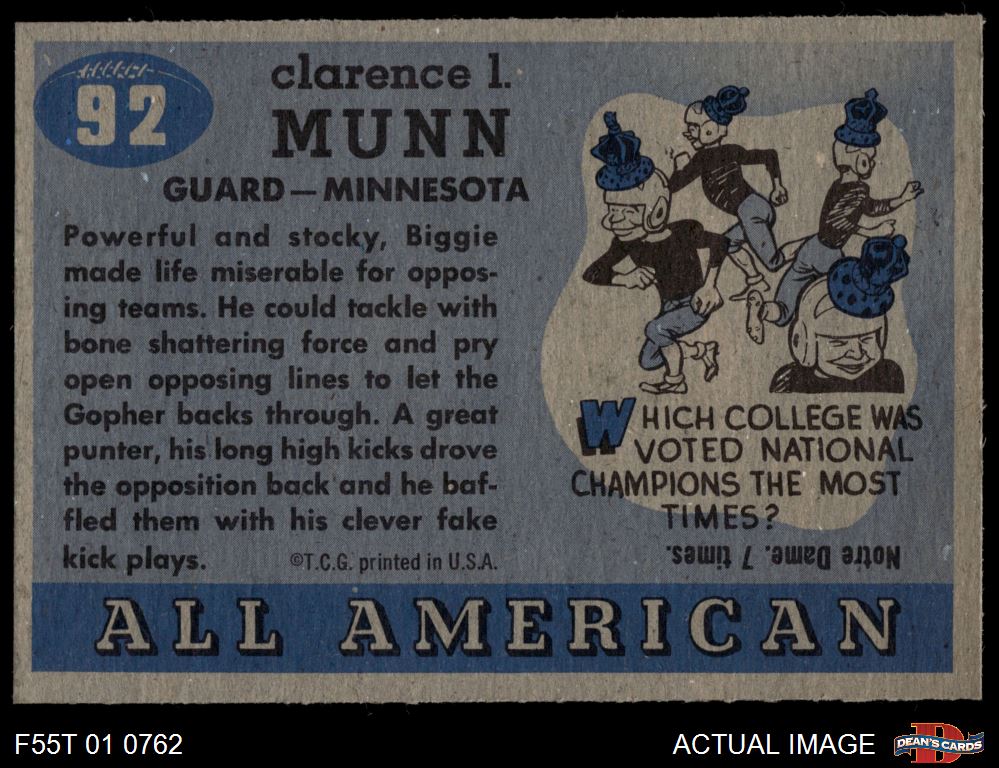 92
clarence l.
MUNN
GUARD—MINNESOTA
Powerful and stocky, Biggie
made life miserable for oppos-
ing teams. He could tackle with
bone shattering force and pry
open opposing lines to let the
Gopher backs through. A great
punter, his long high kicks drove
the opposition back and he baf-
fled them with his clever fake
kick plays.
©T.C.G. printed in U.S.A.
WHICH COLLEGE WAS
VOTED NATIONAL
CHAMPIONS THE MOST
TIMES?
Notre Dame. 7 times.
ALL AMERICAN
F55T 01 0762
ACTUAL IMAGE
D
DEAN'S CARDS